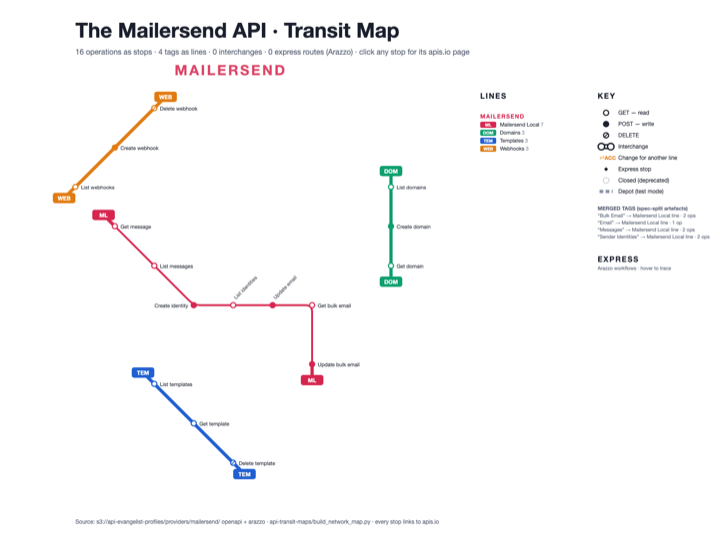 The Mailersend API · Transit Map
16 operations as stops · 4 tags as lines · 0 interchanges · 0 express routes (Arazzo) · click any stop for its apis.io page
MAILERSEND
WEB
Delete webhook
Create webhook
List webhooks
WEB
ML
Get message
List messages
Create identity
List identities
Update email
Get bulk email
Update bulk email
ML
DOM
List domains
Create domain
Get domain
DOM
TEM
List templates
Get template
Delete template
TEM
LINES
MAILERSEND
ML Mailersend Local 7
DOM Domains 3
TEM Templates 3
WEB Webhooks 3
KEY
GET — read
POST — write
DELETE
Interchange
⇄ACC Change for another line
Express stop
Closed (deprecated)
Depot (test mode)
MERGED TAGS (spec-split artefacts)
"Bulk Email" → Mailersend Local line · 2 ops
"Email" → Mailersend Local line · 1 op
"Messages" → Mailersend Local line · 2 ops
"Sender Identities" → Mailersend Local line · 2 ops
EXPRESS
Arazzo workflows · hover to trace
Source: s3://api-evangelist-profiles/providers/mailersend/ openapi + arazzo · api-transit-maps/build_network_map.py · every stop links to apis.io